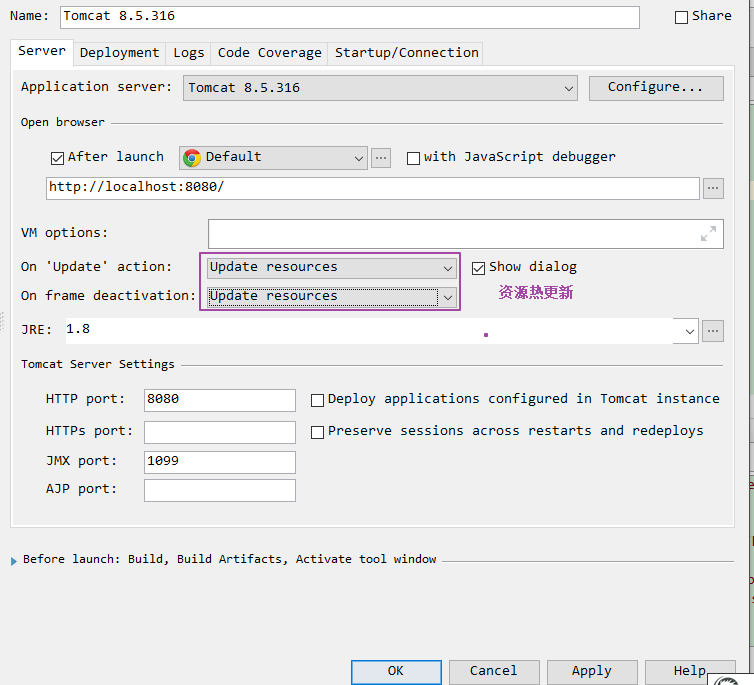 Name: Tomcat 8.5.316 Share
Server Deployment Logs Code Coverage Startup/Connection
Application server: Tomcat 8.5.316 Configure...
Open browser
After launch Default ... with JavaScript debugger
http://localhost:8080/ ...
VM options:
On 'Update' action: Update resources Show dialog
On frame deactivation: Update resources 资源热更新
JRE: 1.8 ...
Tomcat Server Settings
HTTP port: 8080 Deploy applications configured in Tomcat instance
HTTPs port: Preserve sessions across restarts and redeploys
JMX port: 1099
AJP port:
Before launch: Build, Build Artifacts, Activate tool window
OK Cancel Apply Help